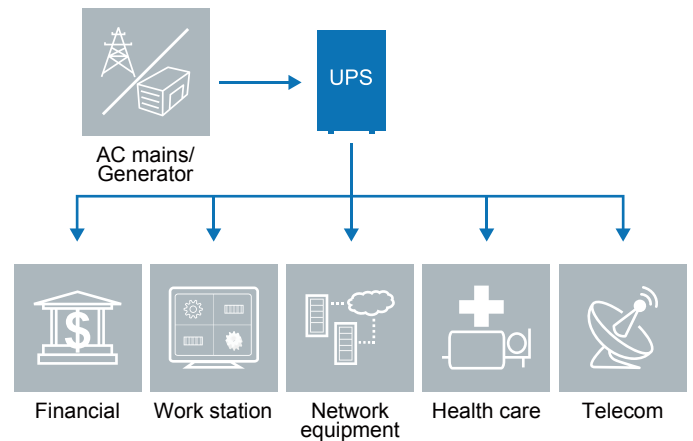 UPS
AC mains/
Generator
$
Financial
Work station
Network
equipment
Health care
Telecom